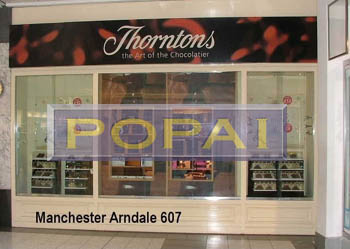 Thorntons
the Art of the Chocolatier
POPAI
Manchester Arndale 607